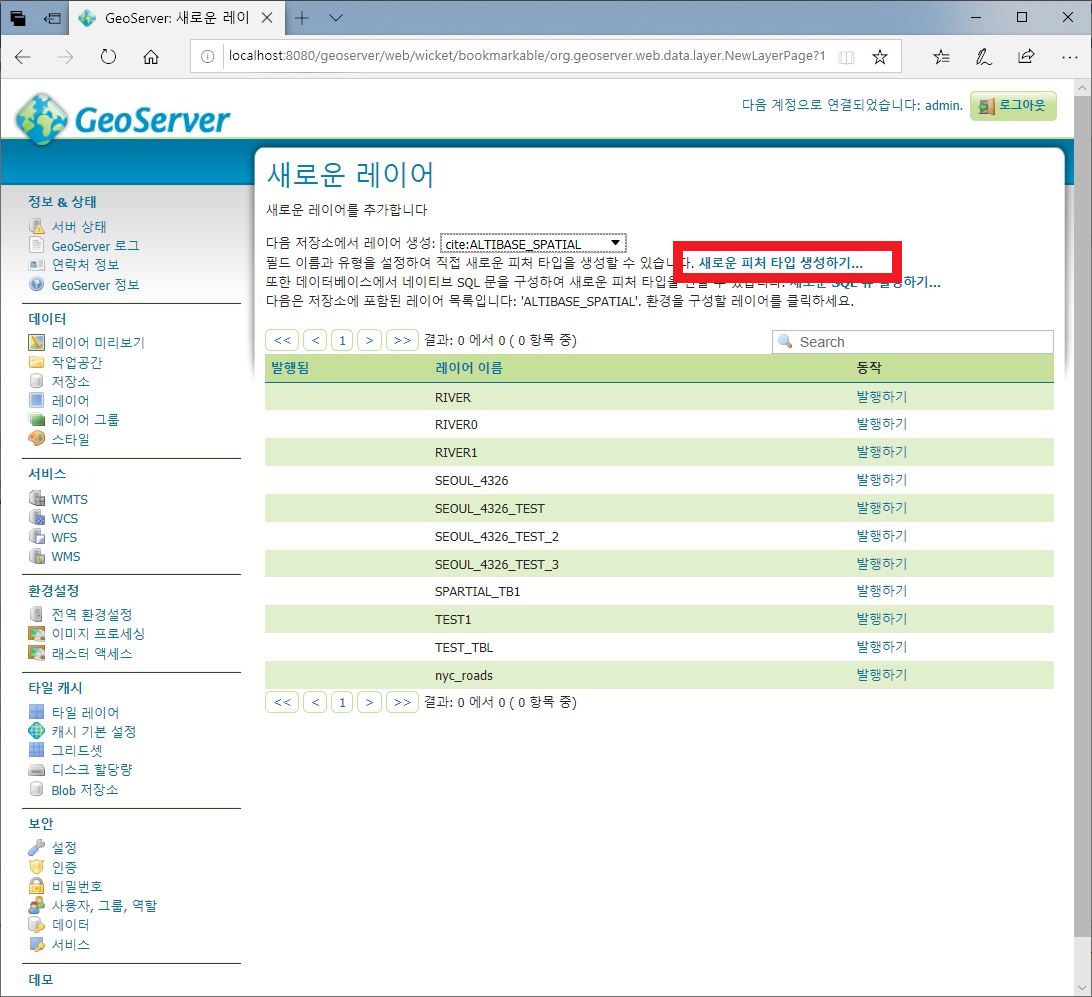 GeoServer: 새로운 레이
localhost:8080/geoserver/web/wicket/bookmarkable/org.geoserver.web.data.layer.NewLayerPage?1
GeoServer
다음 계정으로 연결되었습니다: admin.
로그아웃
정보 & 상태
서버 상태
GeoServer 로그
연락처 정보
GeoServer 정보
데이터
레이어 미리보기
작업공간
저장소
레이어
레이어 그룹
스타일
서비스
WMTS
WCS
WFS
WMS
환경설정
전역 환경설정
이미지 프로세싱
래스터 액세스
타일 캐시
타일 레이어
캐시 기본 설정
그리드셋
디스크 할당량
Blob 저장소
보안
설정
인증
비밀번호
사용자, 그룹, 역할
데이터
서비스
데모
새로운 레이어
새로운 레이어를 추가합니다
다음 저장소에서 레이어 생성: cite:ALTIBASE_SPATIAL
필드 이름과 유형을 설정하여 직접 새로운 피처 타입을 생성할 수 있습니다. 새로운 피처 타입 생성하기...
또한 데이터베이스에서 네이티브 SQL 문을 구성하여 새로운 피처 타입을 만들 수 있습니다. 새로운 SQL 뷰 발행하기...
다음은 저장소에 포함된 레이어 목록입니다: 'ALTIBASE_SPATIAL'. 환경을 구성할 레이어를 클릭하세요.
<< < 1 > >> 결과: 0 에서 0 ( 0 항목 중) Search
발행됨 레이어 이름 동작
RIVER 발행하기
RIVER0 발행하기
RIVER1 발행하기
SEOUL_4326 발행하기
SEOUL_4326_TEST 발행하기
SEOUL_4326_TEST_2 발행하기
SEOUL_4326_TEST_3 발행하기
SPARTIAL_TB1 발행하기
TEST1 발행하기
TEST_TBL 발행하기
nyc_roads 발행하기
<< < 1 > >> 결과: 0 에서 0 ( 0 항목 중)